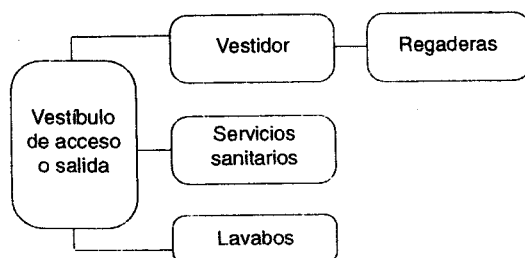 Vestidor
Regaderas
Vestíbulo
de acceso
o salida
Servicios
sanitarios
Lavabos